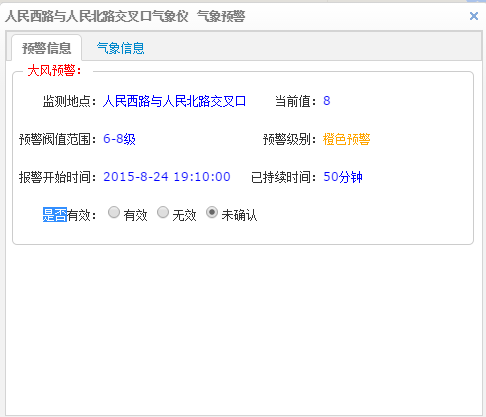 人民西路与人民北路交叉口气象仪 气象预警
预警信息 气象信息
大风预警：
监测地点： 人民西路与人民北路交叉口 当前值： 8
预警阀值范围： 6-8级 预警级别： 橙色预警
报警开始时间： 2015-8-24 19:10:00 已持续时间： 50分钟
是否有效： 有效 无效 未确认